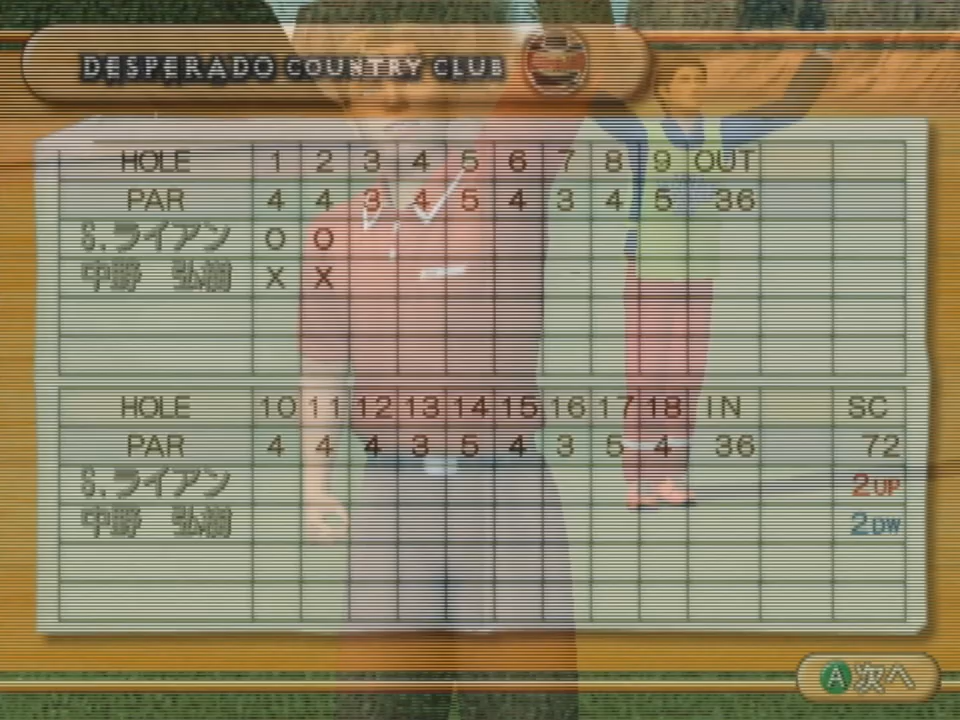 DESPERADO COUNTRY CLUB
HOLE 1 2 3 4 5 6 7 8 9 OUT
PAR 4 4 3 4 5 4 3 4 5 36
S.ライアン O O
中野 弘樹 X X
HOLE 10 11 12 13 14 15 16 17 18 IN SC
PAR 4 4 4 3 5 4 3 5 4 36 72
S.ライアン 2UP
中野 弘樹 2DW
A 次へ